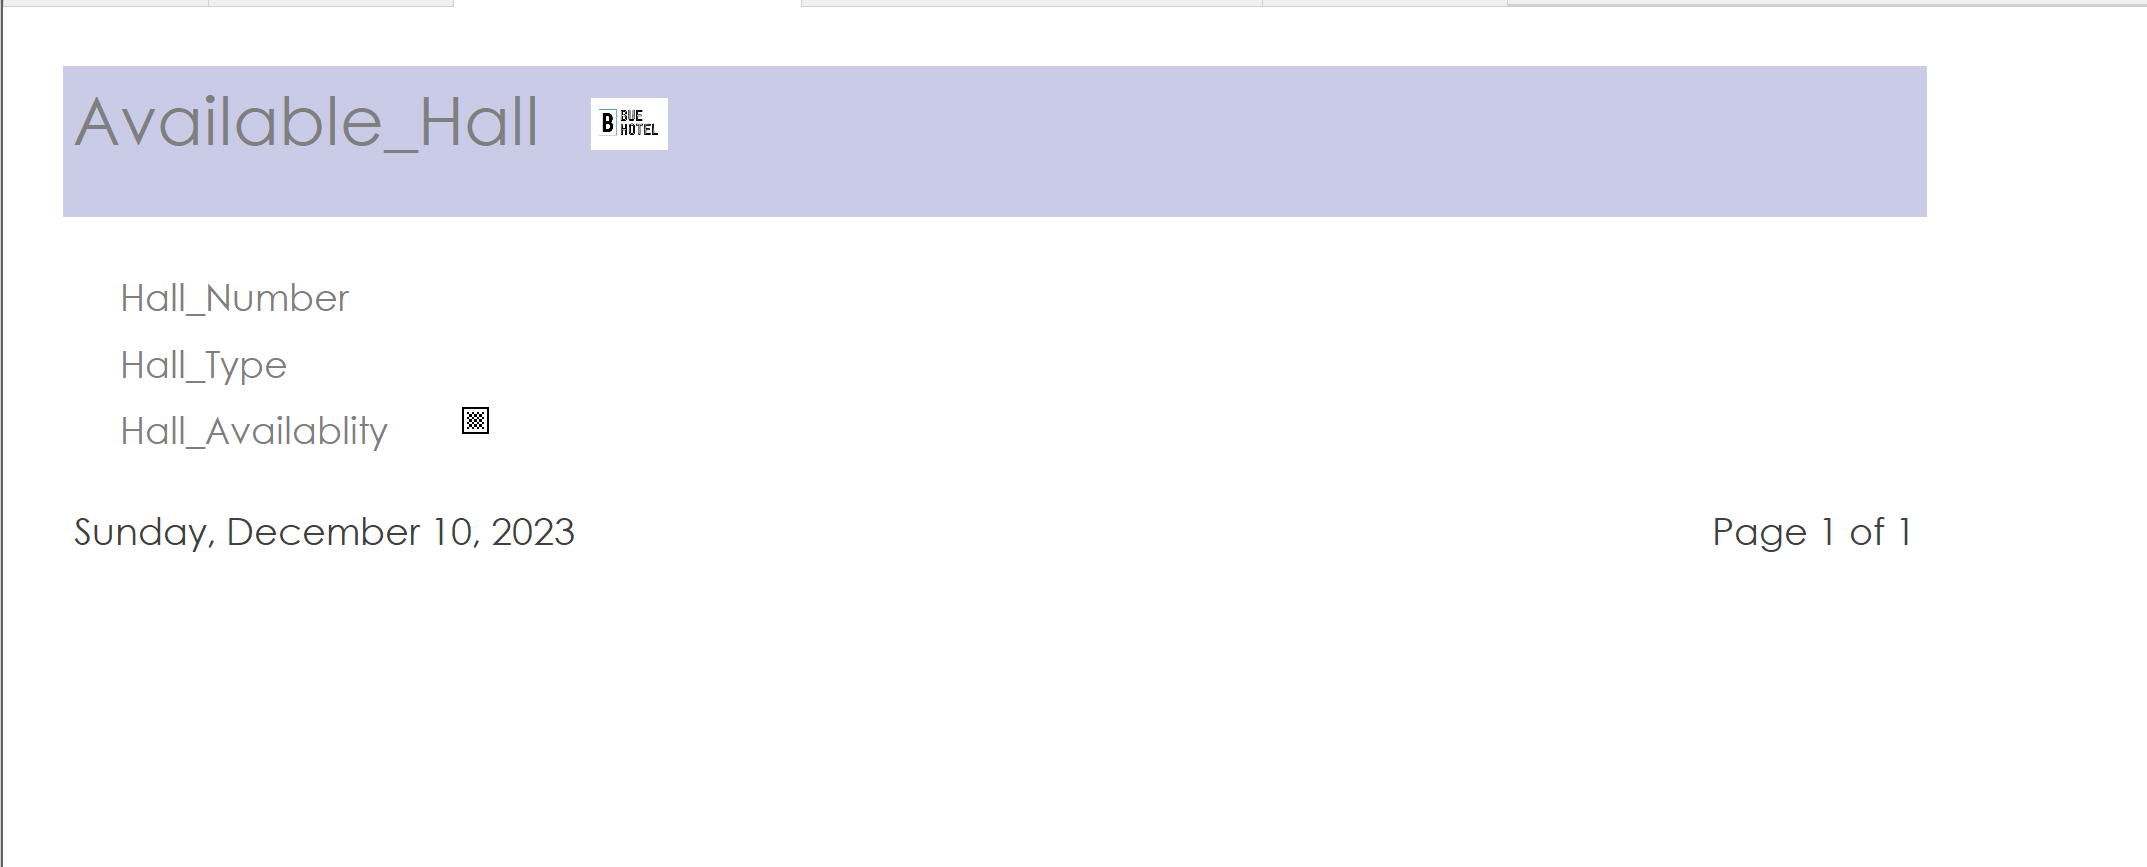 Available_Hall
B BUE
HOTEL
Hall_Number
Hall_Type
Hall_Availablity
Sunday, December 10, 2023
Page 1 of 1